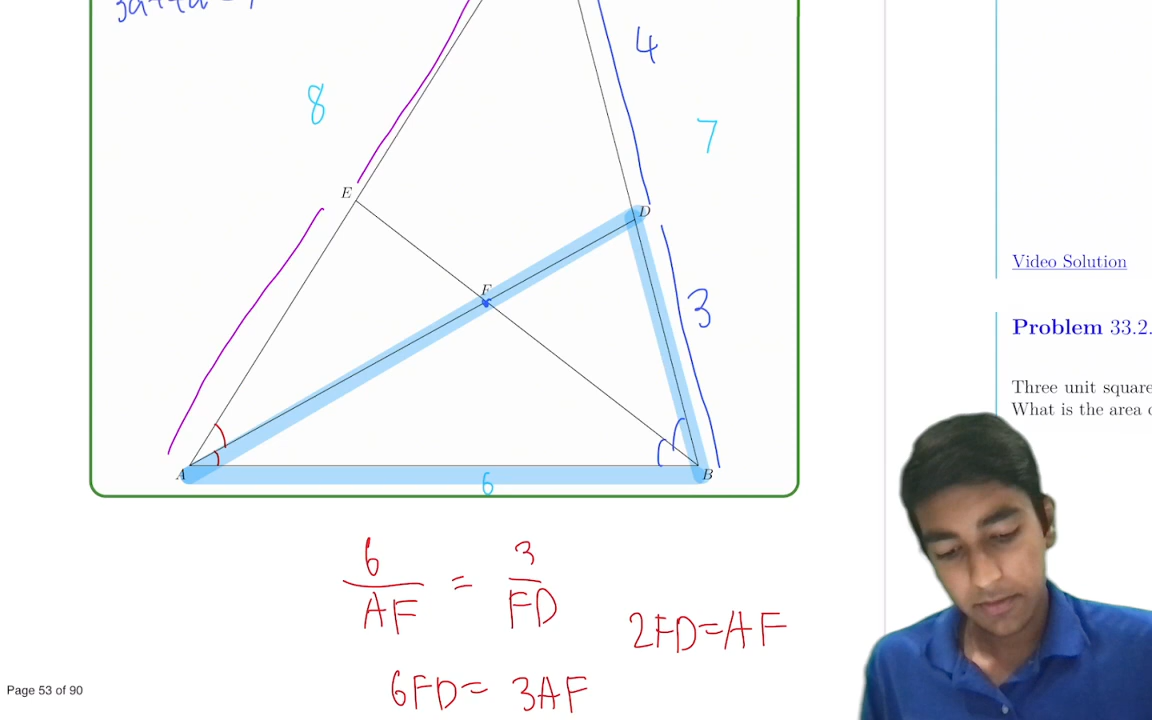 4
8
7
E
D
Video Solution
F
3
Problem 33.2.
Three unit square
What is the area
A
B
6
6/AF = 3/FD
2FD=AF
6FD= 3AF
Page 53 of 90